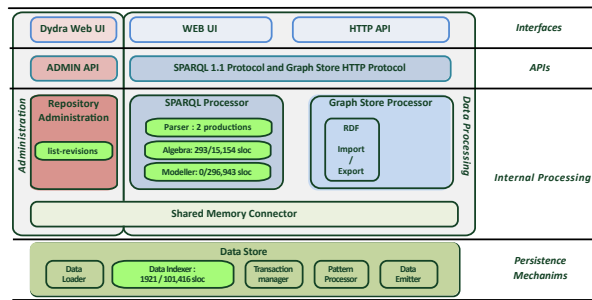 Dydra Web UI
WEB UI
HTTP API
Interfaces
ADMIN API
SPARQL 1.1 Protocol and Graph Store HTTP Protocol
APIs
Administration
Repository
Administration
list-revisions
SPARQL Processor
Parser : 2 productions
Algebra: 293/15,154 sloc
Modeller: 0/296,943 sloc
Graph Store Processor
RDF
Import
/
Export
Data Processing
Internal Processing
Shared Memory Connector
Data Store
Data
Loader
Data Indexer :
1921 / 101,416 sloc
Transaction
manager
Pattern
Processor
Data
Emitter
Persistence
Mechanims